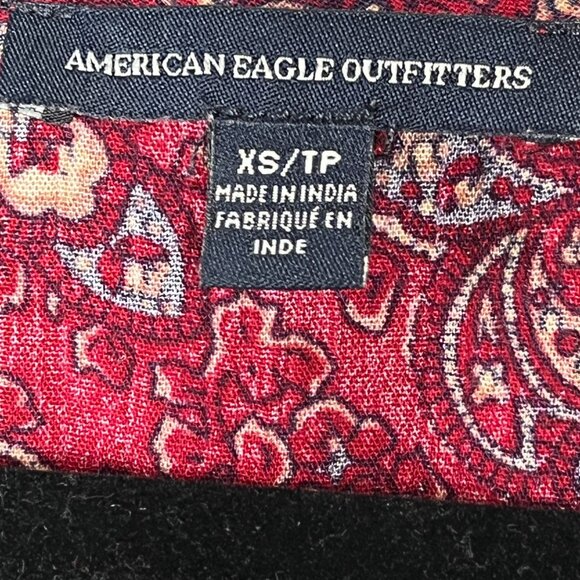 AMERICAN EAGLE OUTFITTERS
XS/TP
MADE IN INDIA
FABRIQUÉ EN
INDE